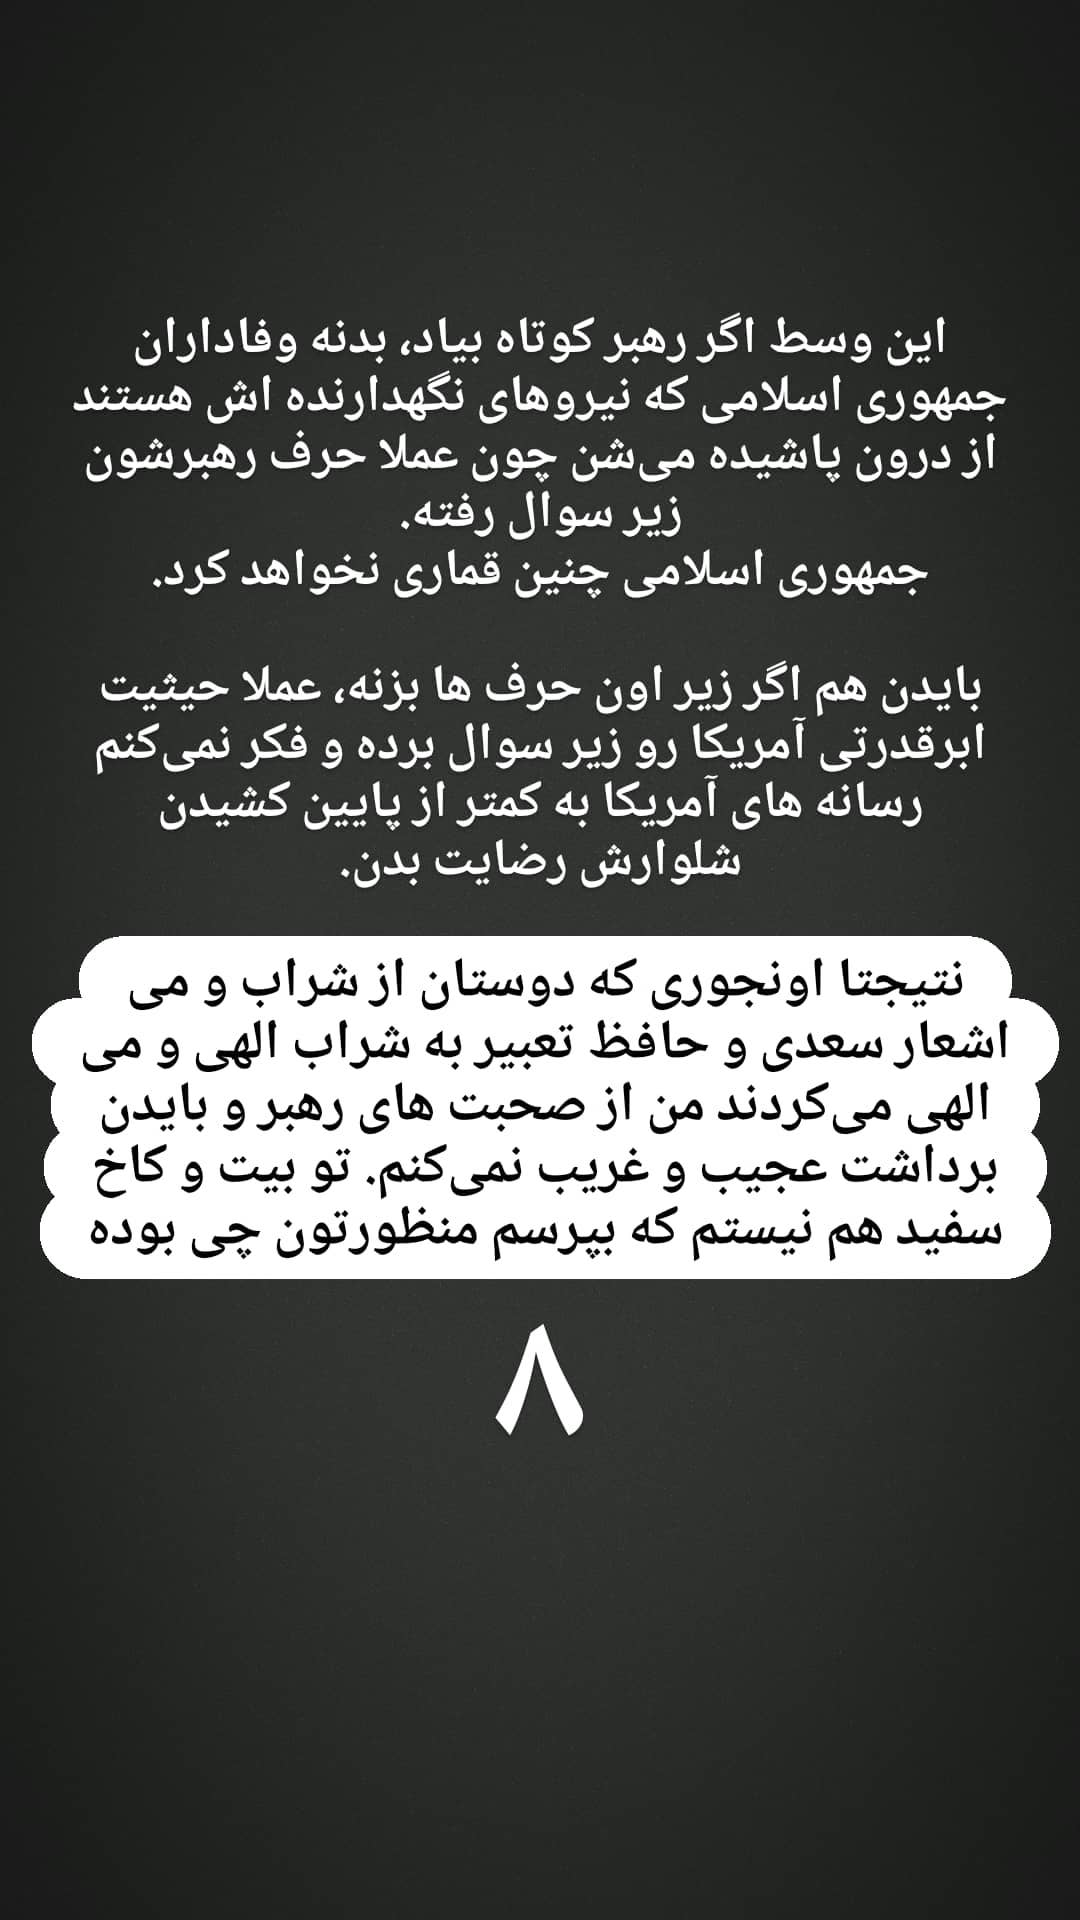 این وسط اگر رهبر کوتاه بیاد، بدنه وفاداران
جمهوری اسلامی که نیروهای نگهدارنده اش هستند
از درون پاشیده می‌شن چون عملا حرف رهبرشون
زیر سوال رفته.
جمهوری اسلامی چنین قماری نخواهد کرد.
بایدن هم اگر زیر اون حرف ها بزنه، عملا حیثیت
ابرقدرتی آمریکا رو زیر سوال برده و فکر نمی‌کنم
رسانه های آمریکا به کمتر از پایین کشیدن
شلوارش رضایت بدن.
نتیجتا اونجوری که دوستان از شراب و می
اشعار سعدی و حافظ تعبیر به شراب الهی و می
الهی می‌کردند من از صحبت های رهبر و بایدن
برداشت عجیب و غریب نمی‌کنم. تو بیت و کاخ
سفید هم نیستم که بپرسم منظورتون چی بوده
۸